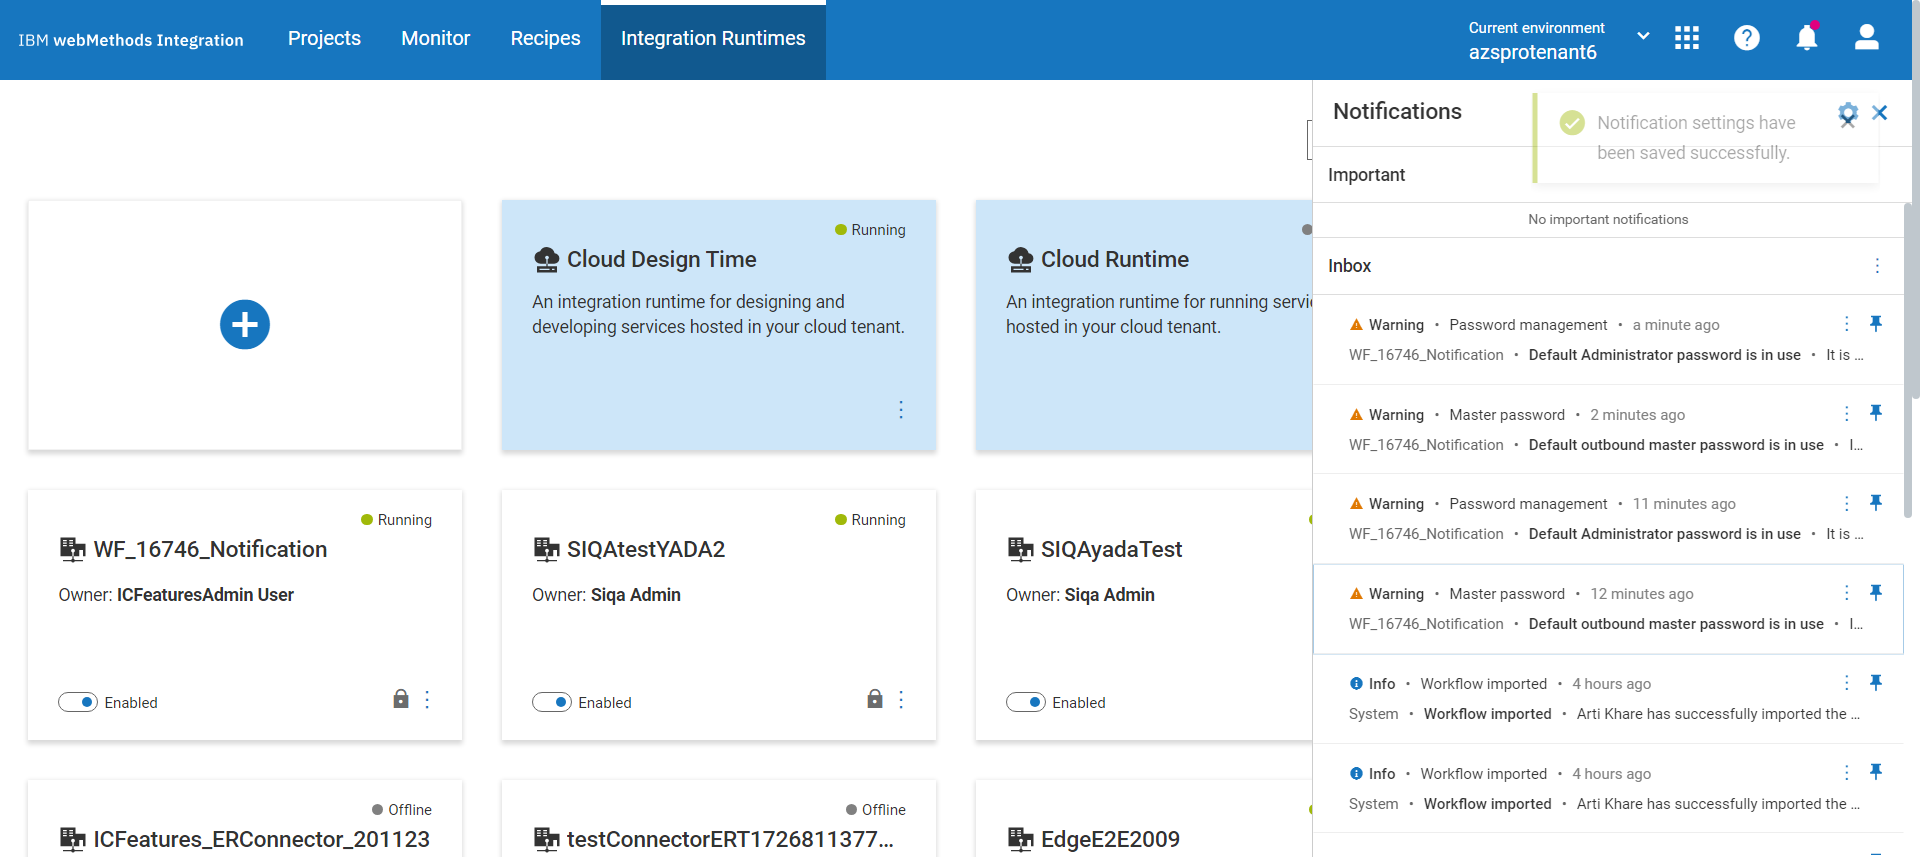 IBM webMethods Integration
Projects
Monitor
Recipes
Integration Runtimes
Current environment
azsprotenant6
Notifications
Notification settings have
been saved successfully.
Important
No important notifications
Inbox
Running
Cloud Design Time
An integration runtime for designing and
developing services hosted in your cloud tenant.
Cloud Runtime
An integration runtime for running
hosted in your cloud tenant.
Running
WF_16746_Notification
Owner: ICFeaturesAdmin User
Enabled
Running
SIQAtestYADA2
Owner: Siqa Admin
Enabled
SIQAyadaTest
Owner: Siqa Admin
Enabled
Offline
ICFeatures_ERConnector_201123
Offline
testConnectorERT1726811377...
EdgeE2E2009
Warning • Password management • a minute ago
WF_16746_Notification • Default Administrator password is in use • It is ...
Warning • Master password • 2 minutes ago
WF_16746_Notification • Default outbound master password is in use • I...
Warning • Password management • 11 minutes ago
WF_16746_Notification • Default Administrator password is in use • It is ...
Warning • Master password • 12 minutes ago
WF_16746_Notification • Default outbound master password is in use • I...
Info • Workflow imported • 4 hours ago
System • Workflow imported • Arti Khare has successfully imported the ...
Info • Workflow imported • 4 hours ago
System • Workflow imported • Arti Khare has successfully imported the ...